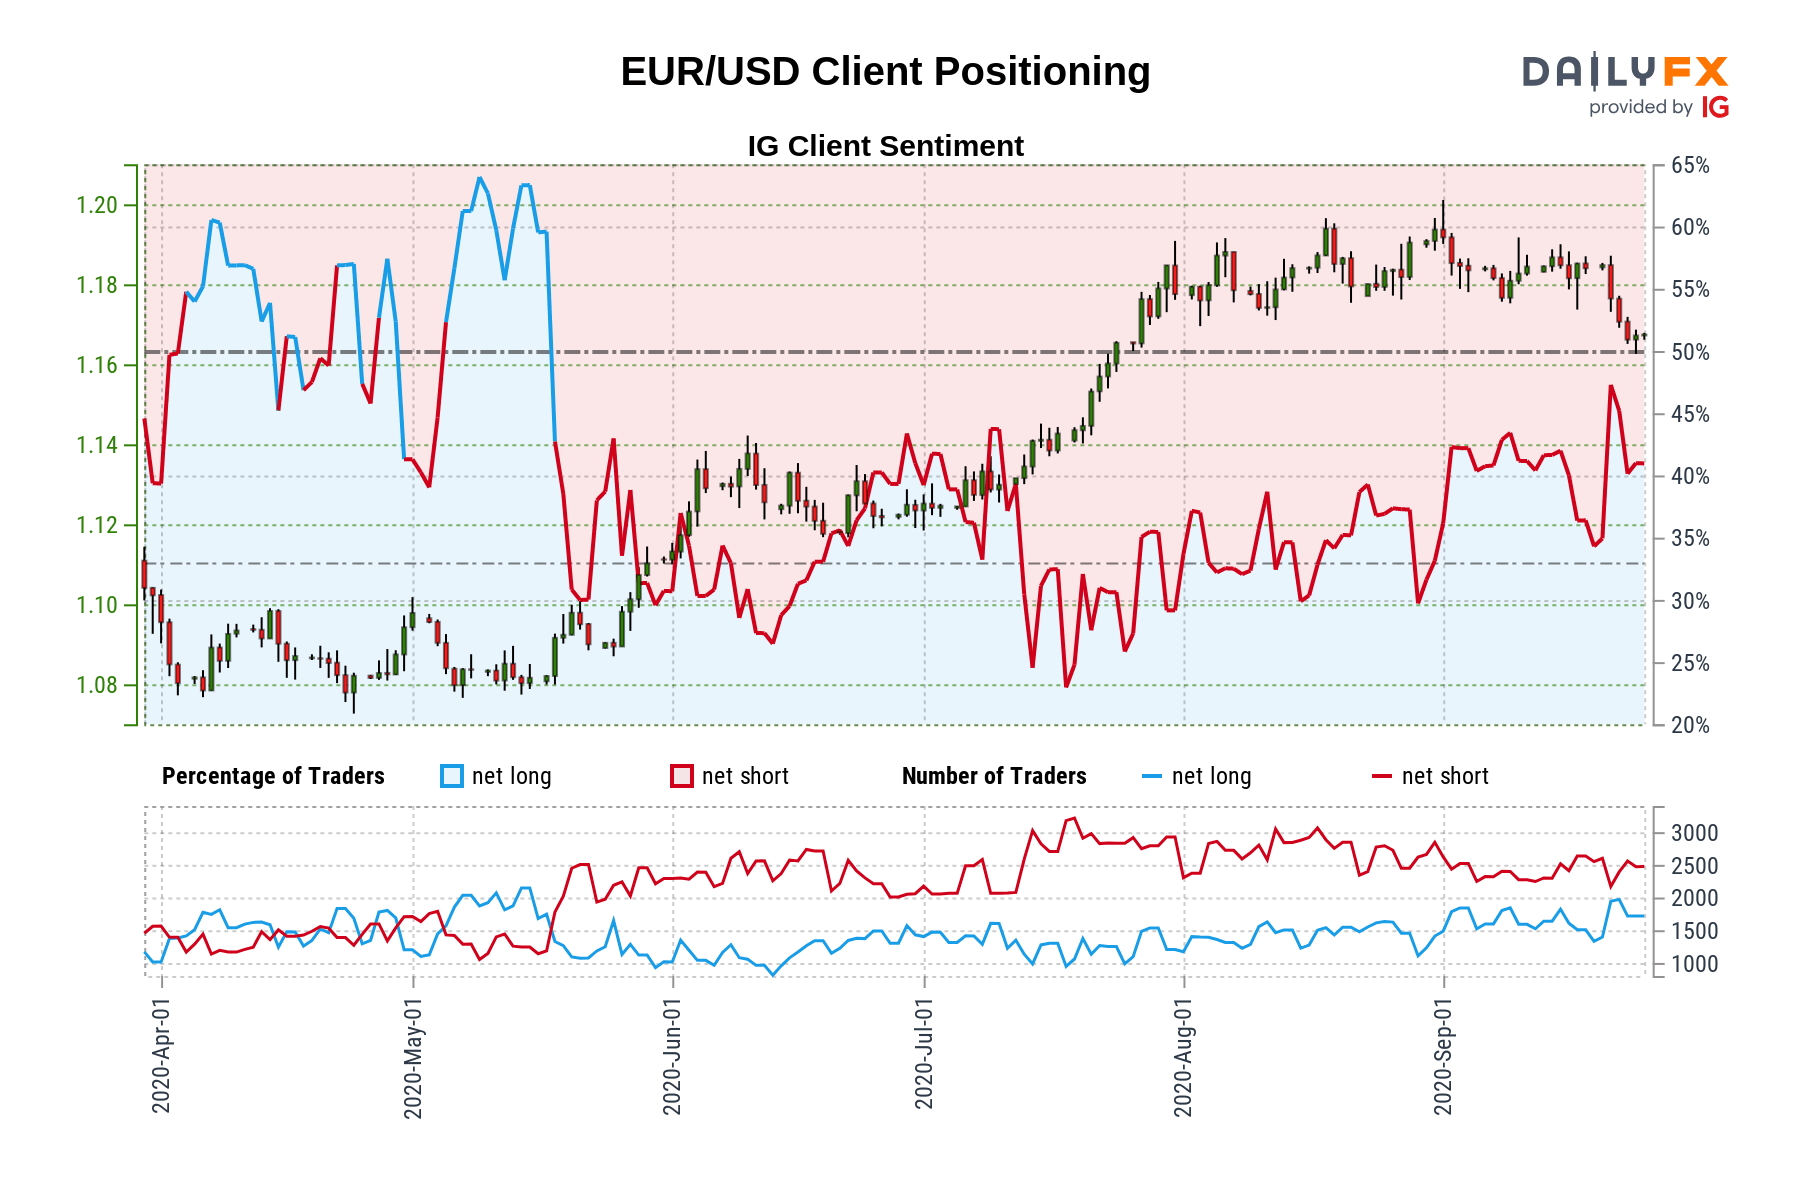 EUR/USD Client Positioning
DAILYFX
provided by IG
IG Client Sentiment
1.20
1.18
1.16
1.14
1.12
1.10
1.08
65%
60%
55%
50%
45%
40%
35%
30%
25%
20%
Percentage of Traders net long net short Number of Traders net long net short
3000
2500
2000
1500
1000
2020-Apr-01
2020-May-01
2020-Jun-01
2020-Jul-01
2020-Aug-01
2020-Sep-01